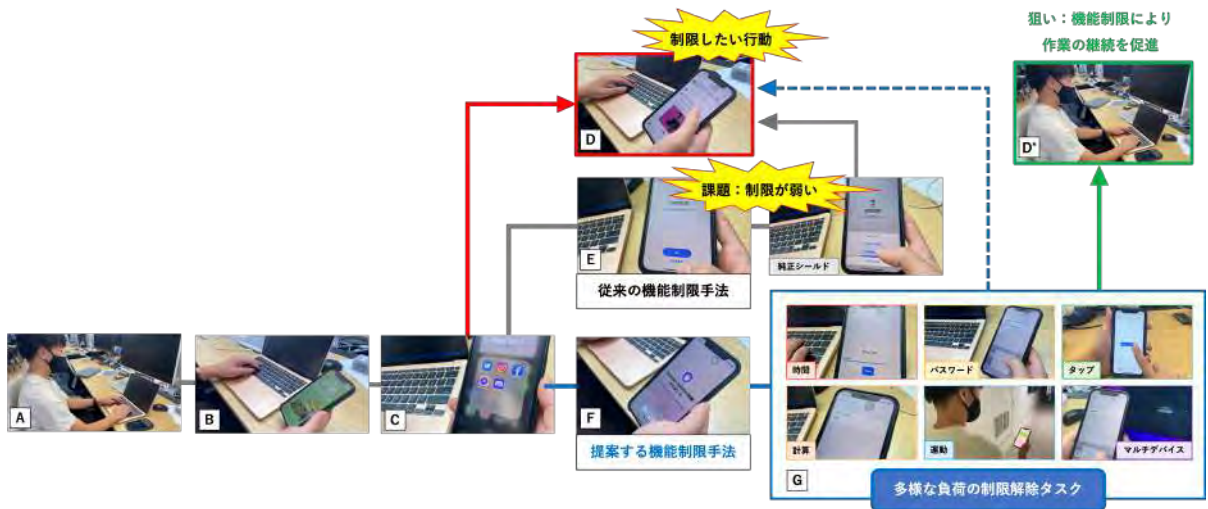 制限したい行動
狙い：機能制限により
作業の継続を促進
D
D*
課題：制限が弱い
E
純正シールド
従来の機能制限手法
A
B
C
F
提案する機能制限手法
時間
パスワード
タップ
計算
運動
マルチデバイス
G
多様な負荷の制限解除タスク